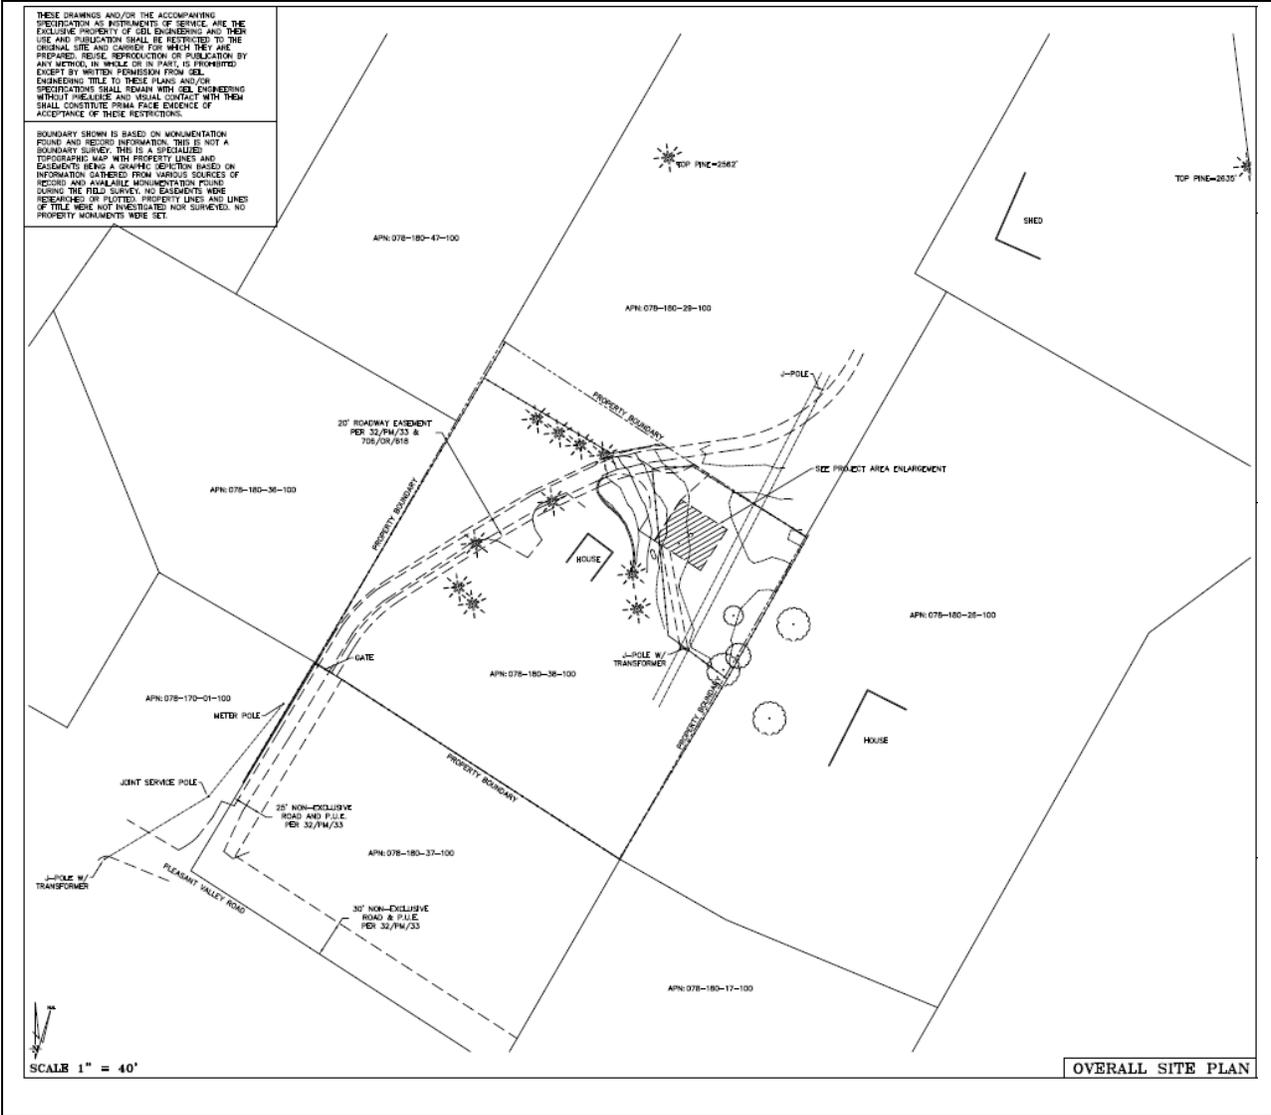 THESE DRAWINGS AND/OR THE ACCOMPANYING
SPECIFICATION AS INSTRUMENTS OF SERVICE, ARE THE
EXCLUSIVE PROPERTY OF GEIL ENGINEERING AND THEIR
USE AND PUBLICATION SHALL BE RESTRICTED TO THE
ORIGINAL SITE AND CARRIER FOR WHICH THEY ARE
PREPARED. REUSE, REPRODUCTION OR PUBLICATION BY
ANY METHOD, IN WHOLE OR IN PART, IS PROHIBITED
EXCEPT BY WRITTEN PERMISSION FROM GEIL
ENGINEERING TITLE TO THESE PLANS AND/OR
SPECIFICATIONS SHALL REMAIN WITH GEIL ENGINEERING
WITHOUT PREJUDICE AND VISUAL CONTACT WITH THEM
SHALL CONSTITUTE PRIMA FACIE EVIDENCE OF
ACCEPTANCE OF THESE RESTRICTIONS.
BOUNDARY SHOWN IS BASED ON MONUMENTATION
FOUND AND RECORD INFORMATION. THIS IS NOT A
BOUNDARY SURVEY. THIS IS A SPECIALIZED
TOPOGRAPHIC MAP WITH PROPERTY LINES AND
EASEMENTS BEING A GRAPHIC DEPICTION BASED ON
INFORMATION GATHERED FROM VARIOUS SOURCES OF
RECORD AND AVAILABLE MONUMENTATION FOUND
DURING THE FIELD SURVEY. NO EASEMENTS WERE
RESEARCHED OR PLOTTED. PROPERTY LINES AND LINES
OF TITLE WERE NOT INVESTIGATED NOR SURVEYED. NO
PROPERTY MONUMENTS WERE SET.
TOP PINE=2562'
TOP PINE=2635'
SHED
APN: 078-180-47-100
APN: 078-180-29-100
J-POLE
PROPERTY BOUNDARY
20' ROADWAY EASEMENT
PER 32/PM/33 &
706/OR/618
SEE PROJECT AREA ENLARGEMENT
APN: 078-180-36-100
PROPERTY BOUNDARY
HOUSE
APN: 078-180-26-100
J-POLE W/
TRANSFORMER
GATE
APN: 078-180-38-100
APN: 078-170-01-100
METER POLE
PROPERTY BOUNDARY
HOUSE
PROPERTY BOUNDARY
JOINT SERVICE POLE
25' NON-EXCLUSIVE
ROAD AND P.U.E.
PER 32/PM/33
APN: 078-180-37-100
J-POLE W/
TRANSFORMER
PLEASANT VALLEY ROAD
30' NON-EXCLUSIVE
ROAD & P.U.E.
PER 32/PM/33
APN: 078-180-17-100
SCALE 1" = 40'
OVERALL SITE PLAN